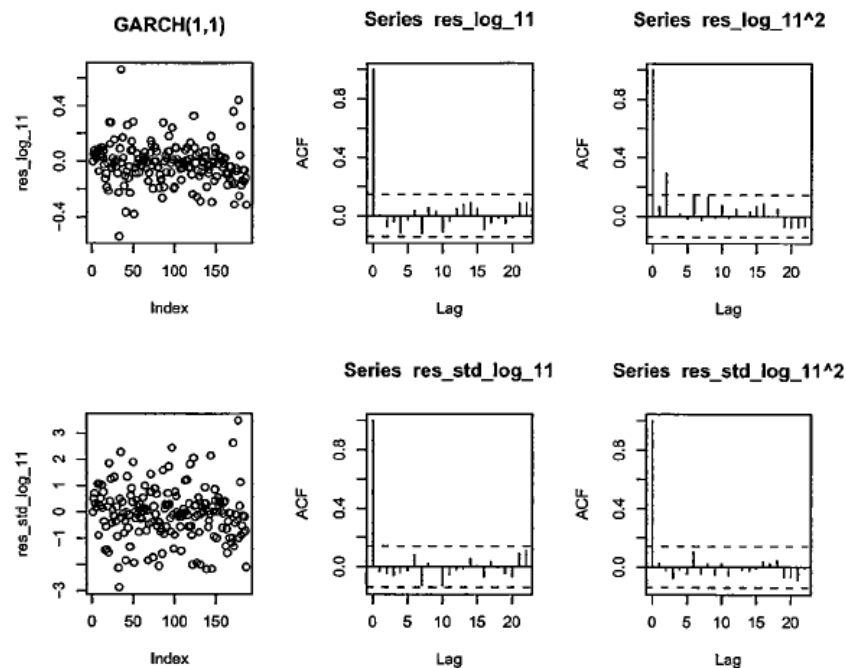 GARCH(1,1)
Series res_log_11
Series res_log_11^2
res_log_11
0.4
0.0
−0.4
0 50 100 150
Index
ACF
0.8
0.4
0.0
0 5 10 15 20
Lag
ACF
0.8
0.4
0.0
0 5 10 15 20
Lag
Series res_std_log_11
Series res_std_log_11^2
res_std_log_11
3
2
1
0
−1
−3
0 50 100 150
Index
ACF
0.8
0.4
0.0
0 5 10 15 20
Lag
ACF
0.8
0.4
0.0
0 5 10 15 20
Lag